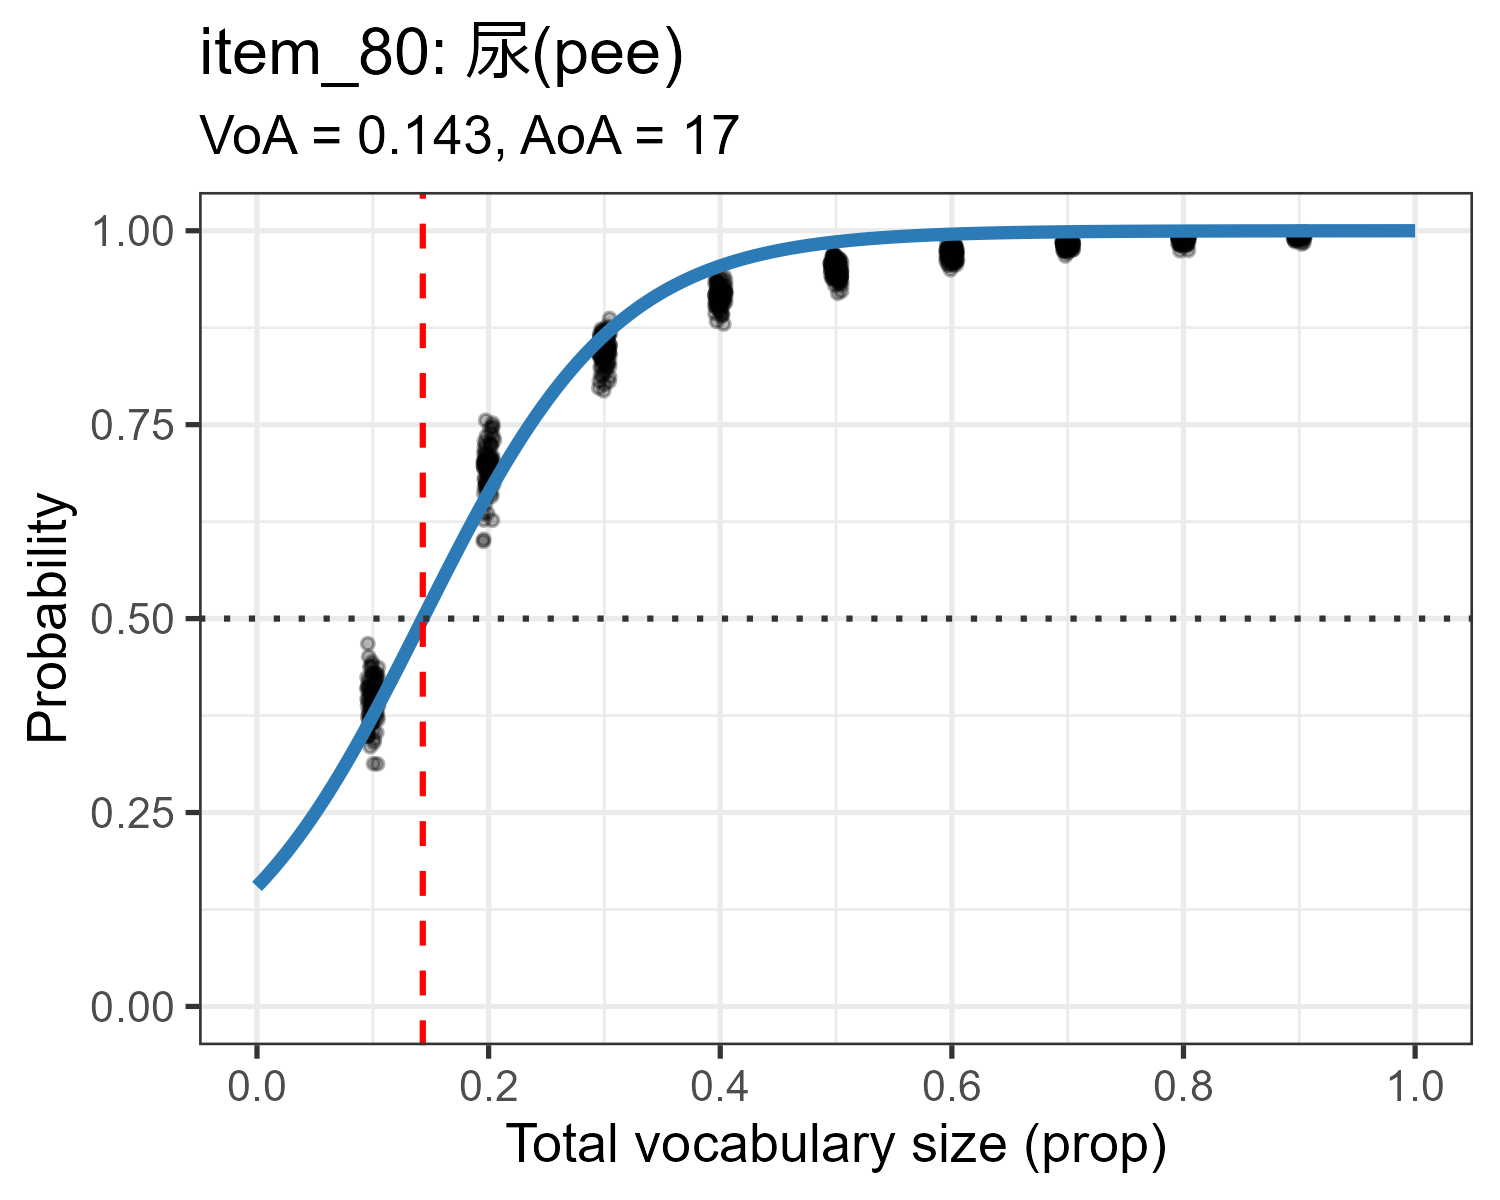 item_80: 尿(pee)
VoA = 0.143, AoA = 17
1.00
0.75
0.50
0.25
0.00
Probability
0.0 0.2 0.4 0.6 0.8 1.0
Total vocabulary size (prop)